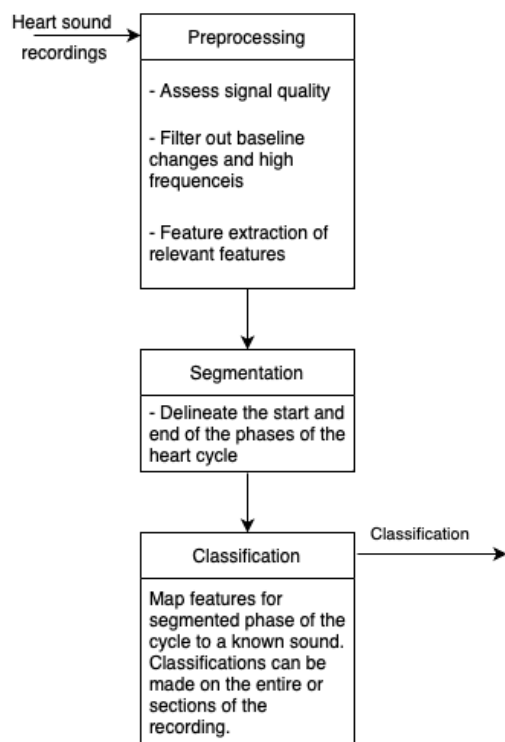 Heart sound
recordings
Preprocessing
- Assess signal quality
- Filter out baseline
changes and high
frequenceis
- Feature extraction of
relevant features
Segmentation
- Delineate the start and
end of the phases of the
heart cycle
Classification
Classification
Map features for
segmented phase of the
cycle to a known sound.
Classifications can be
made on the entire or
sections of the
recording.